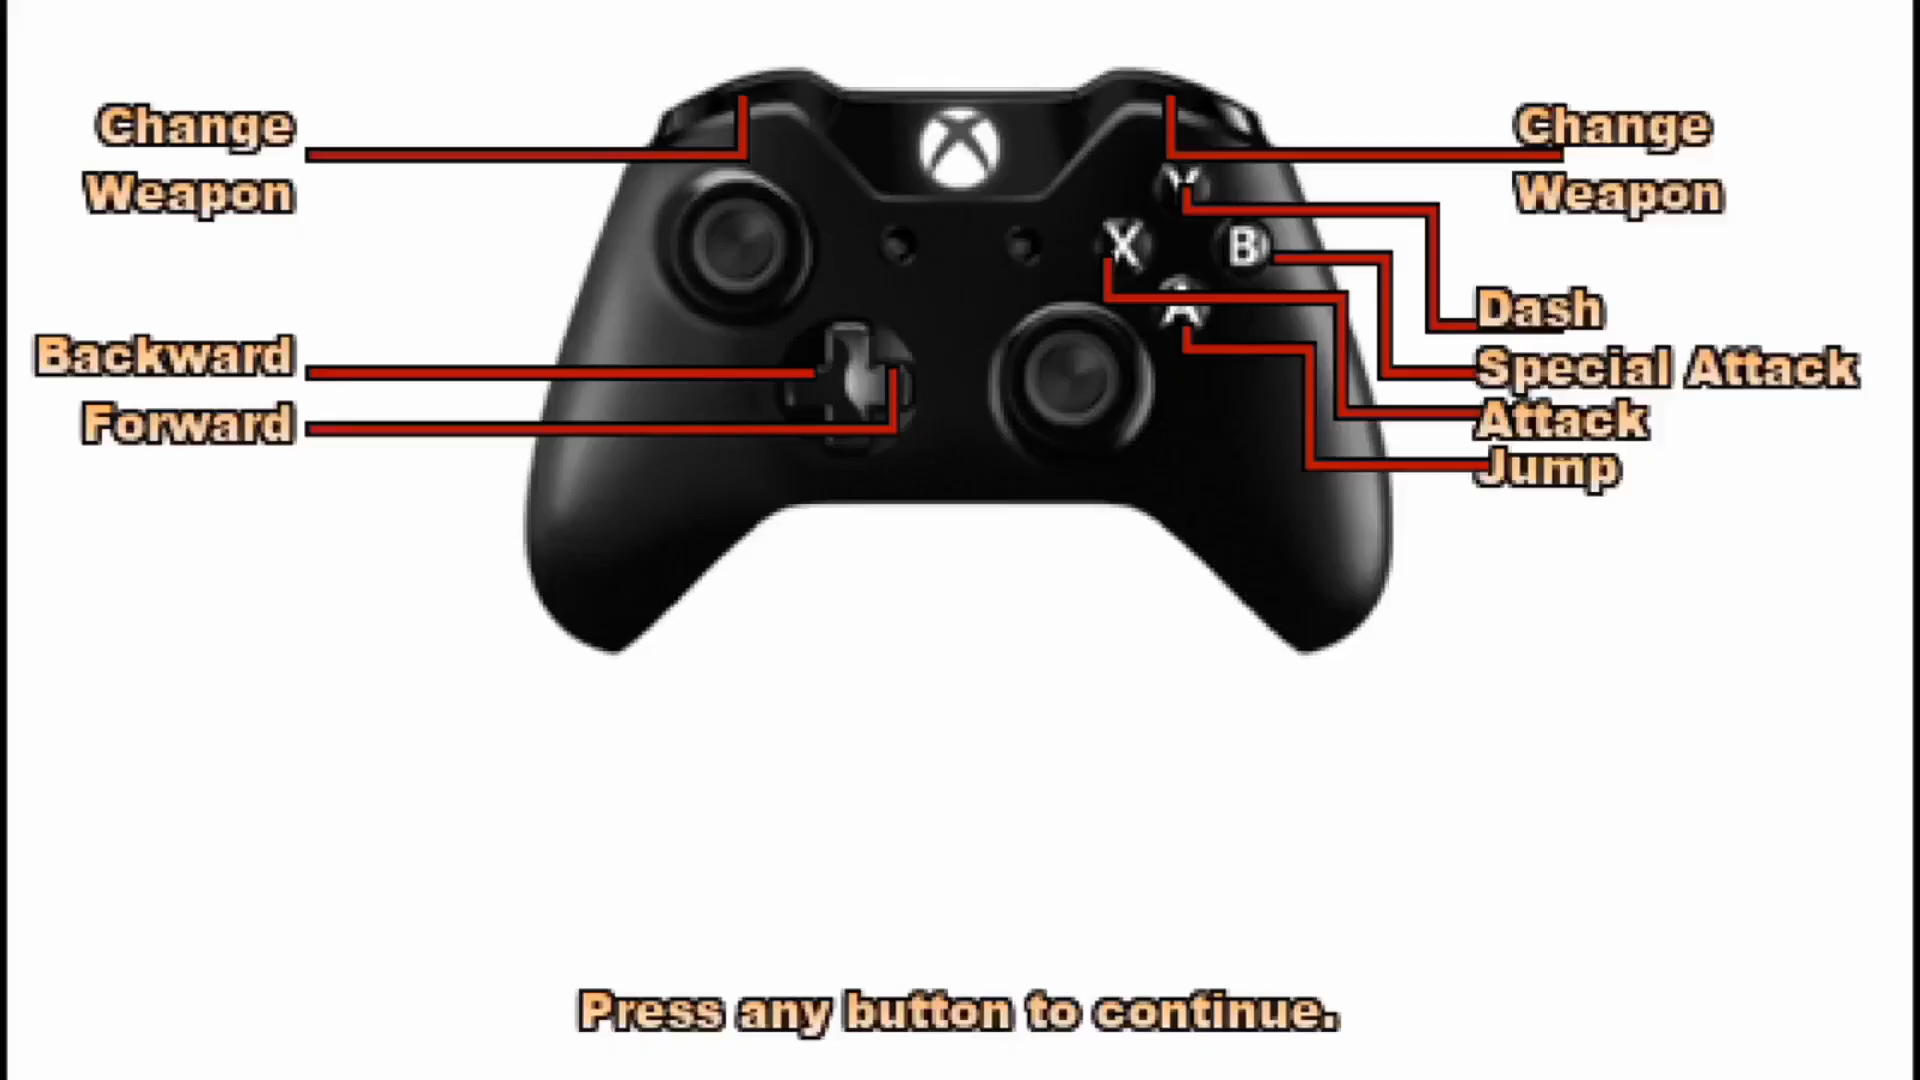 Change
Weapon
Backward
Forward
Y
X
B
A
Change
Weapon
Dash
Special Attack
Attack
Jump
Press any button to continue.